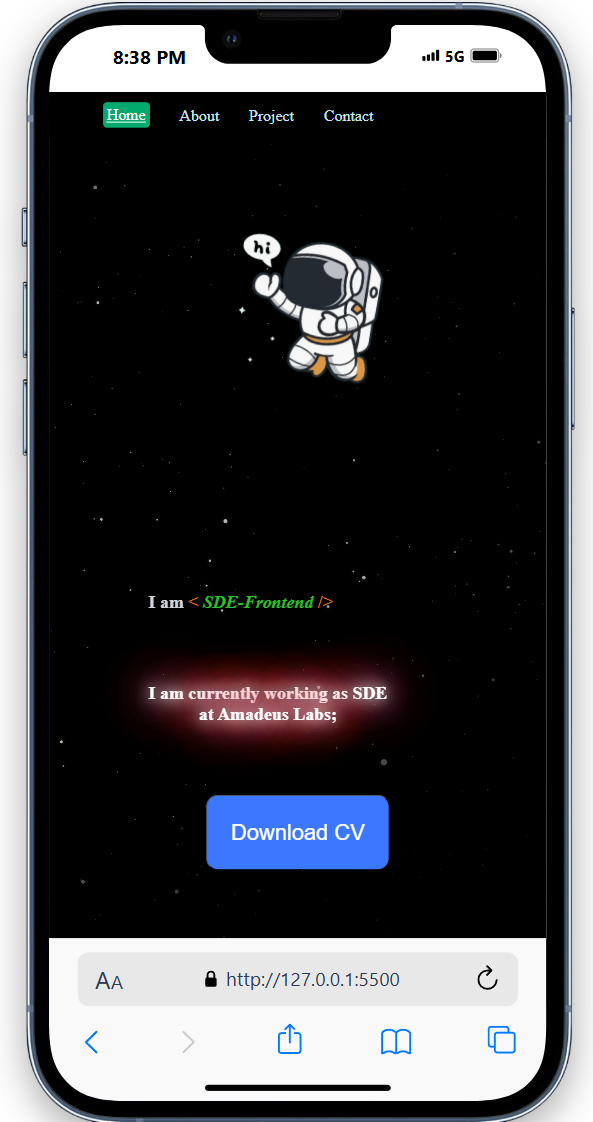 8:38 PM 5G
Home About Project Contact
hi
I am < SDE-Frontend />
I am currently working as SDE
at Amadeus Labs;
Download CV
AA http://127.0.0.1:5500